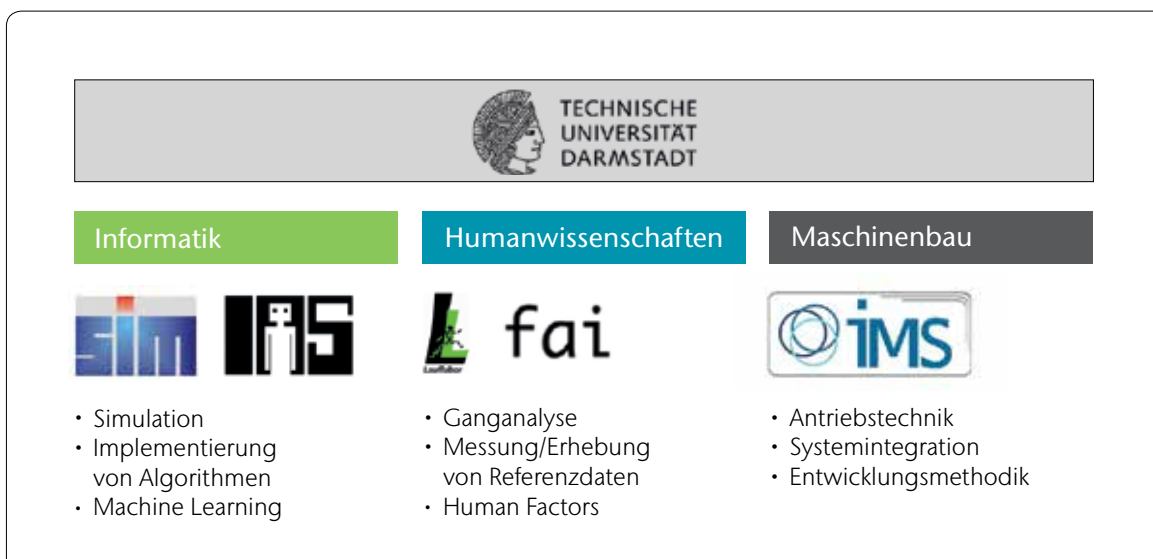 TECHNISCHE
UNIVERSITÄT
DARMSTADT
Informatik
sim IAS
• Simulation
• Implementierung
von Algorithmen
• Machine Learning
Humanwissenschaften
L Lauflabor fai
• Ganganalyse
• Messung/Erhebung
von Referenzdaten
• Human Factors
Maschinenbau
iMS
• Antriebstechnik
• Systemintegration
• Entwicklungsmethodik